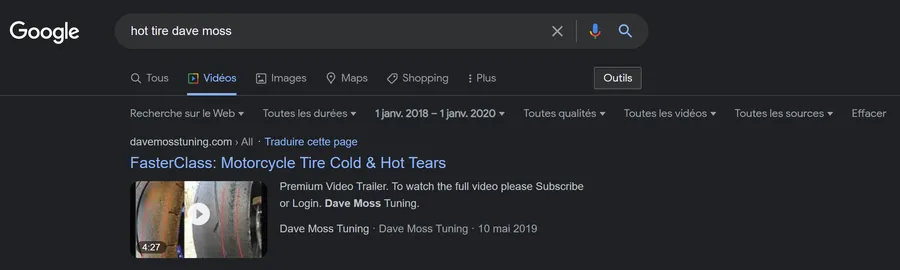 Google
hot tire dave moss
Tous Vidéos Images Maps Shopping Plus Outils
Recherche sur le Web Toutes les durées 1 janv. 2018 – 1 janv. 2020 Toutes qualités Toutes les vidéos Toutes les sources Effacer
davemosstuning.com › All · Traduire cette page
FasterClass: Motorcycle Tire Cold & Hot Tears
Premium Video Trailer. To watch the full video please Subscribe
or Login. Dave Moss Tuning.
Dave Moss Tuning · Dave Moss Tuning · 10 mai 2019
4:27